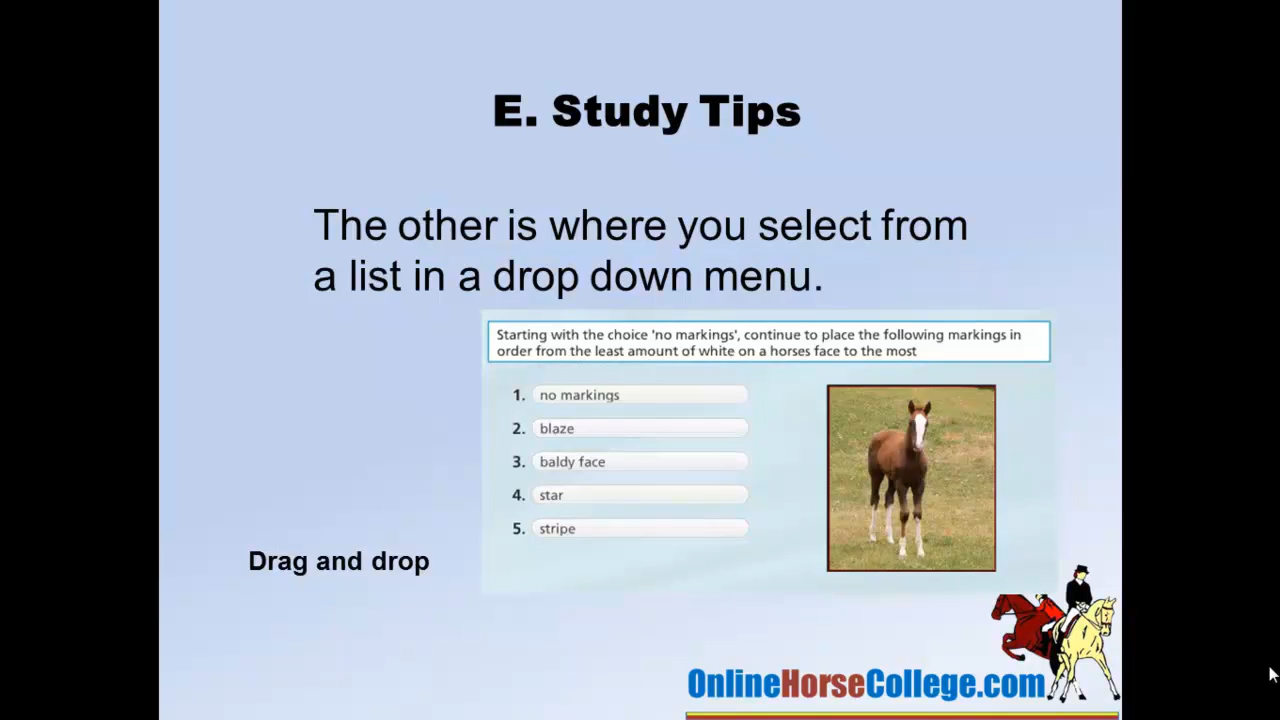 E. Study Tips
The other is where you select from
a list in a drop down menu.
Starting with the choice 'no markings', continue to place the following markings in
order from the least amount of white on a horses face to the most
1. no markings
2. blaze
3. baldy face
4. star
5. stripe
Drag and drop
OnlineHorseCollege.com